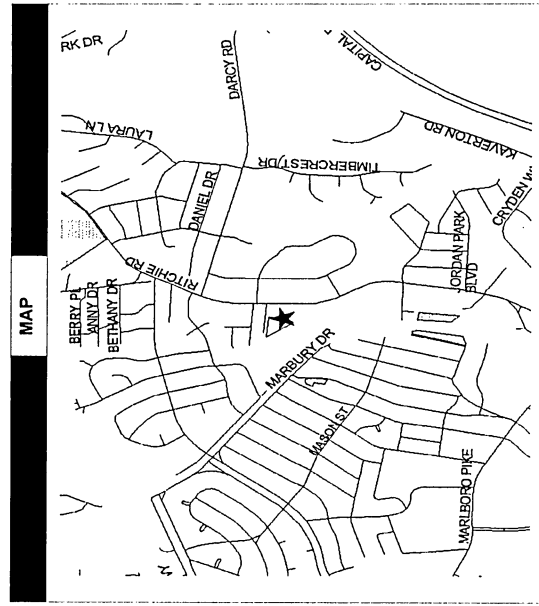 MAP
RK DR
DARCY RD
CAPITAL
LAURA LN
KAVERTON RD
TIMBERCREST DR
DANIEL DR
CRYDEN W
RITCHIE RD
BERRY PL
ANNY DR
BETHANY DR
ORDAN PARK
BLVD
MARBURY DR
MASON ST
MARLBORO PIKE